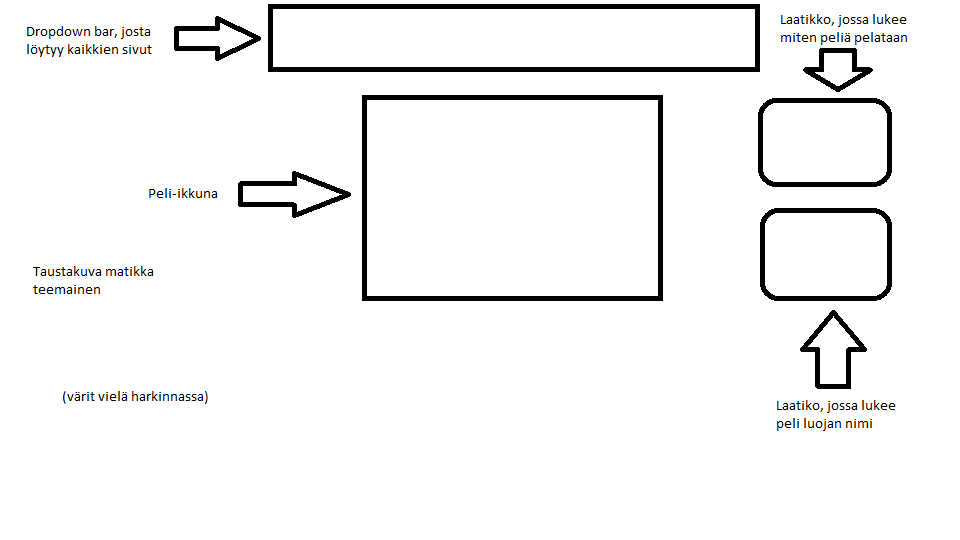 Dropdown bar, josta
löytyy kaikkien sivut
Laatikko, jossa lukee
miten peliä pelataan
Peli-ikkuna
Taustakuva matikka
teemainen
(värit vielä harkinnassa)
Laatiko, jossa lukee
peli luojan nimi